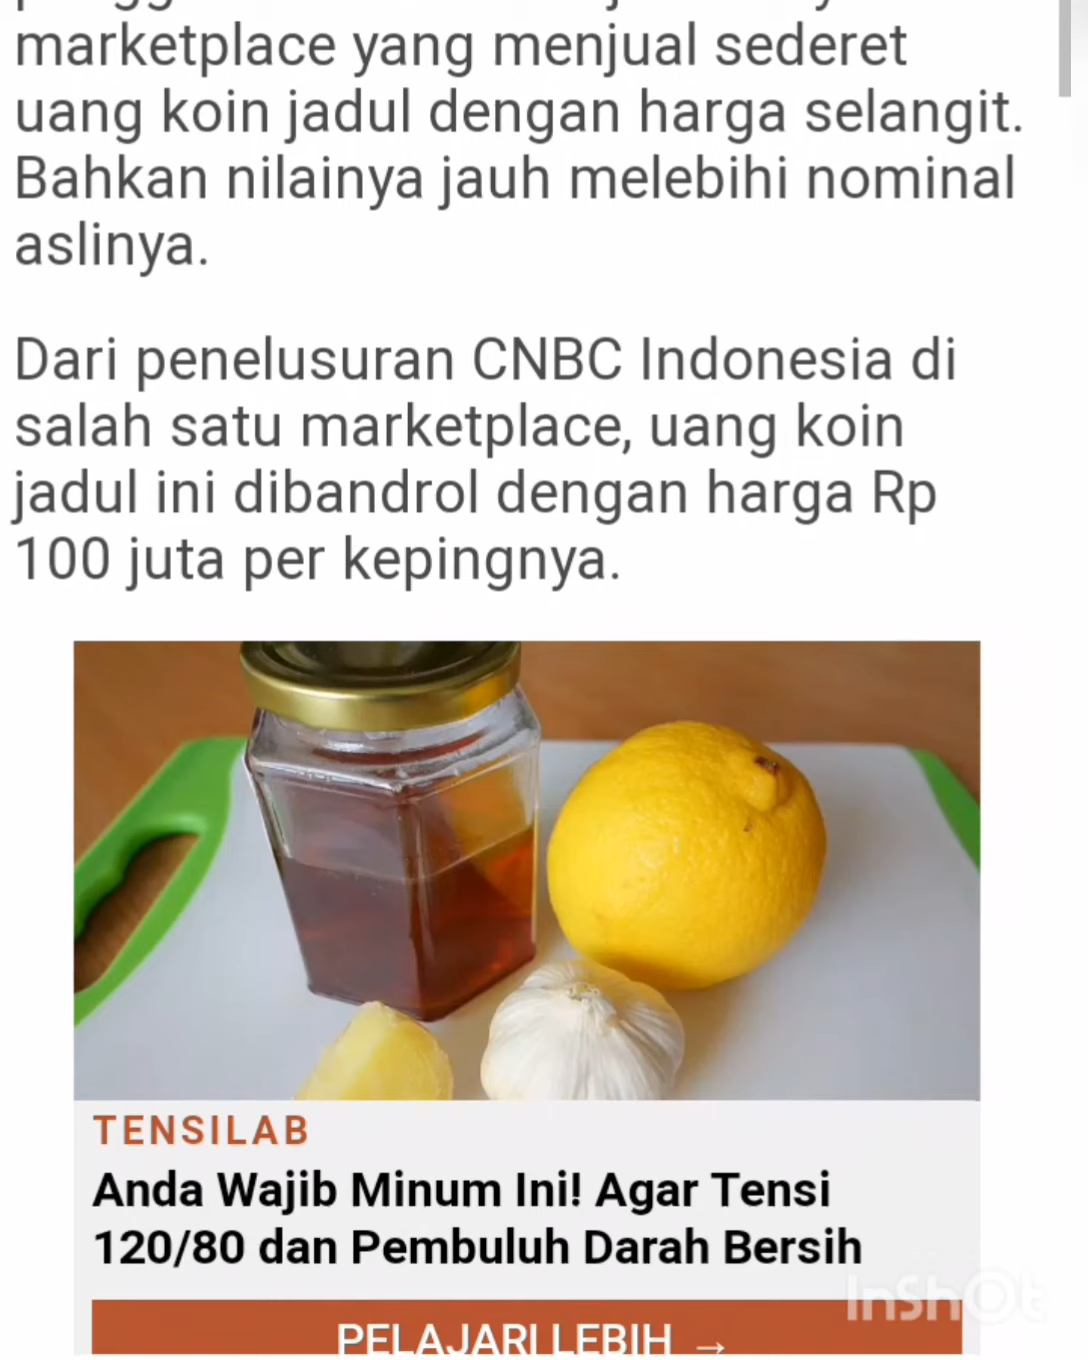 marketplace yang menjual sederet
uang koin jadul dengan harga selangit.
Bahkan nilainya jauh melebihi nominal
aslinya.
Dari penelusuran CNBC Indonesia di
salah satu marketplace, uang koin
jadul ini dibandrol dengan harga Rp
100 juta per kepingnya.
TENSILAB
Anda Wajib Minum Ini! Agar Tensi
120/80 dan Pembuluh Darah Bersih
InShOt
PELAJARI LEBIH →